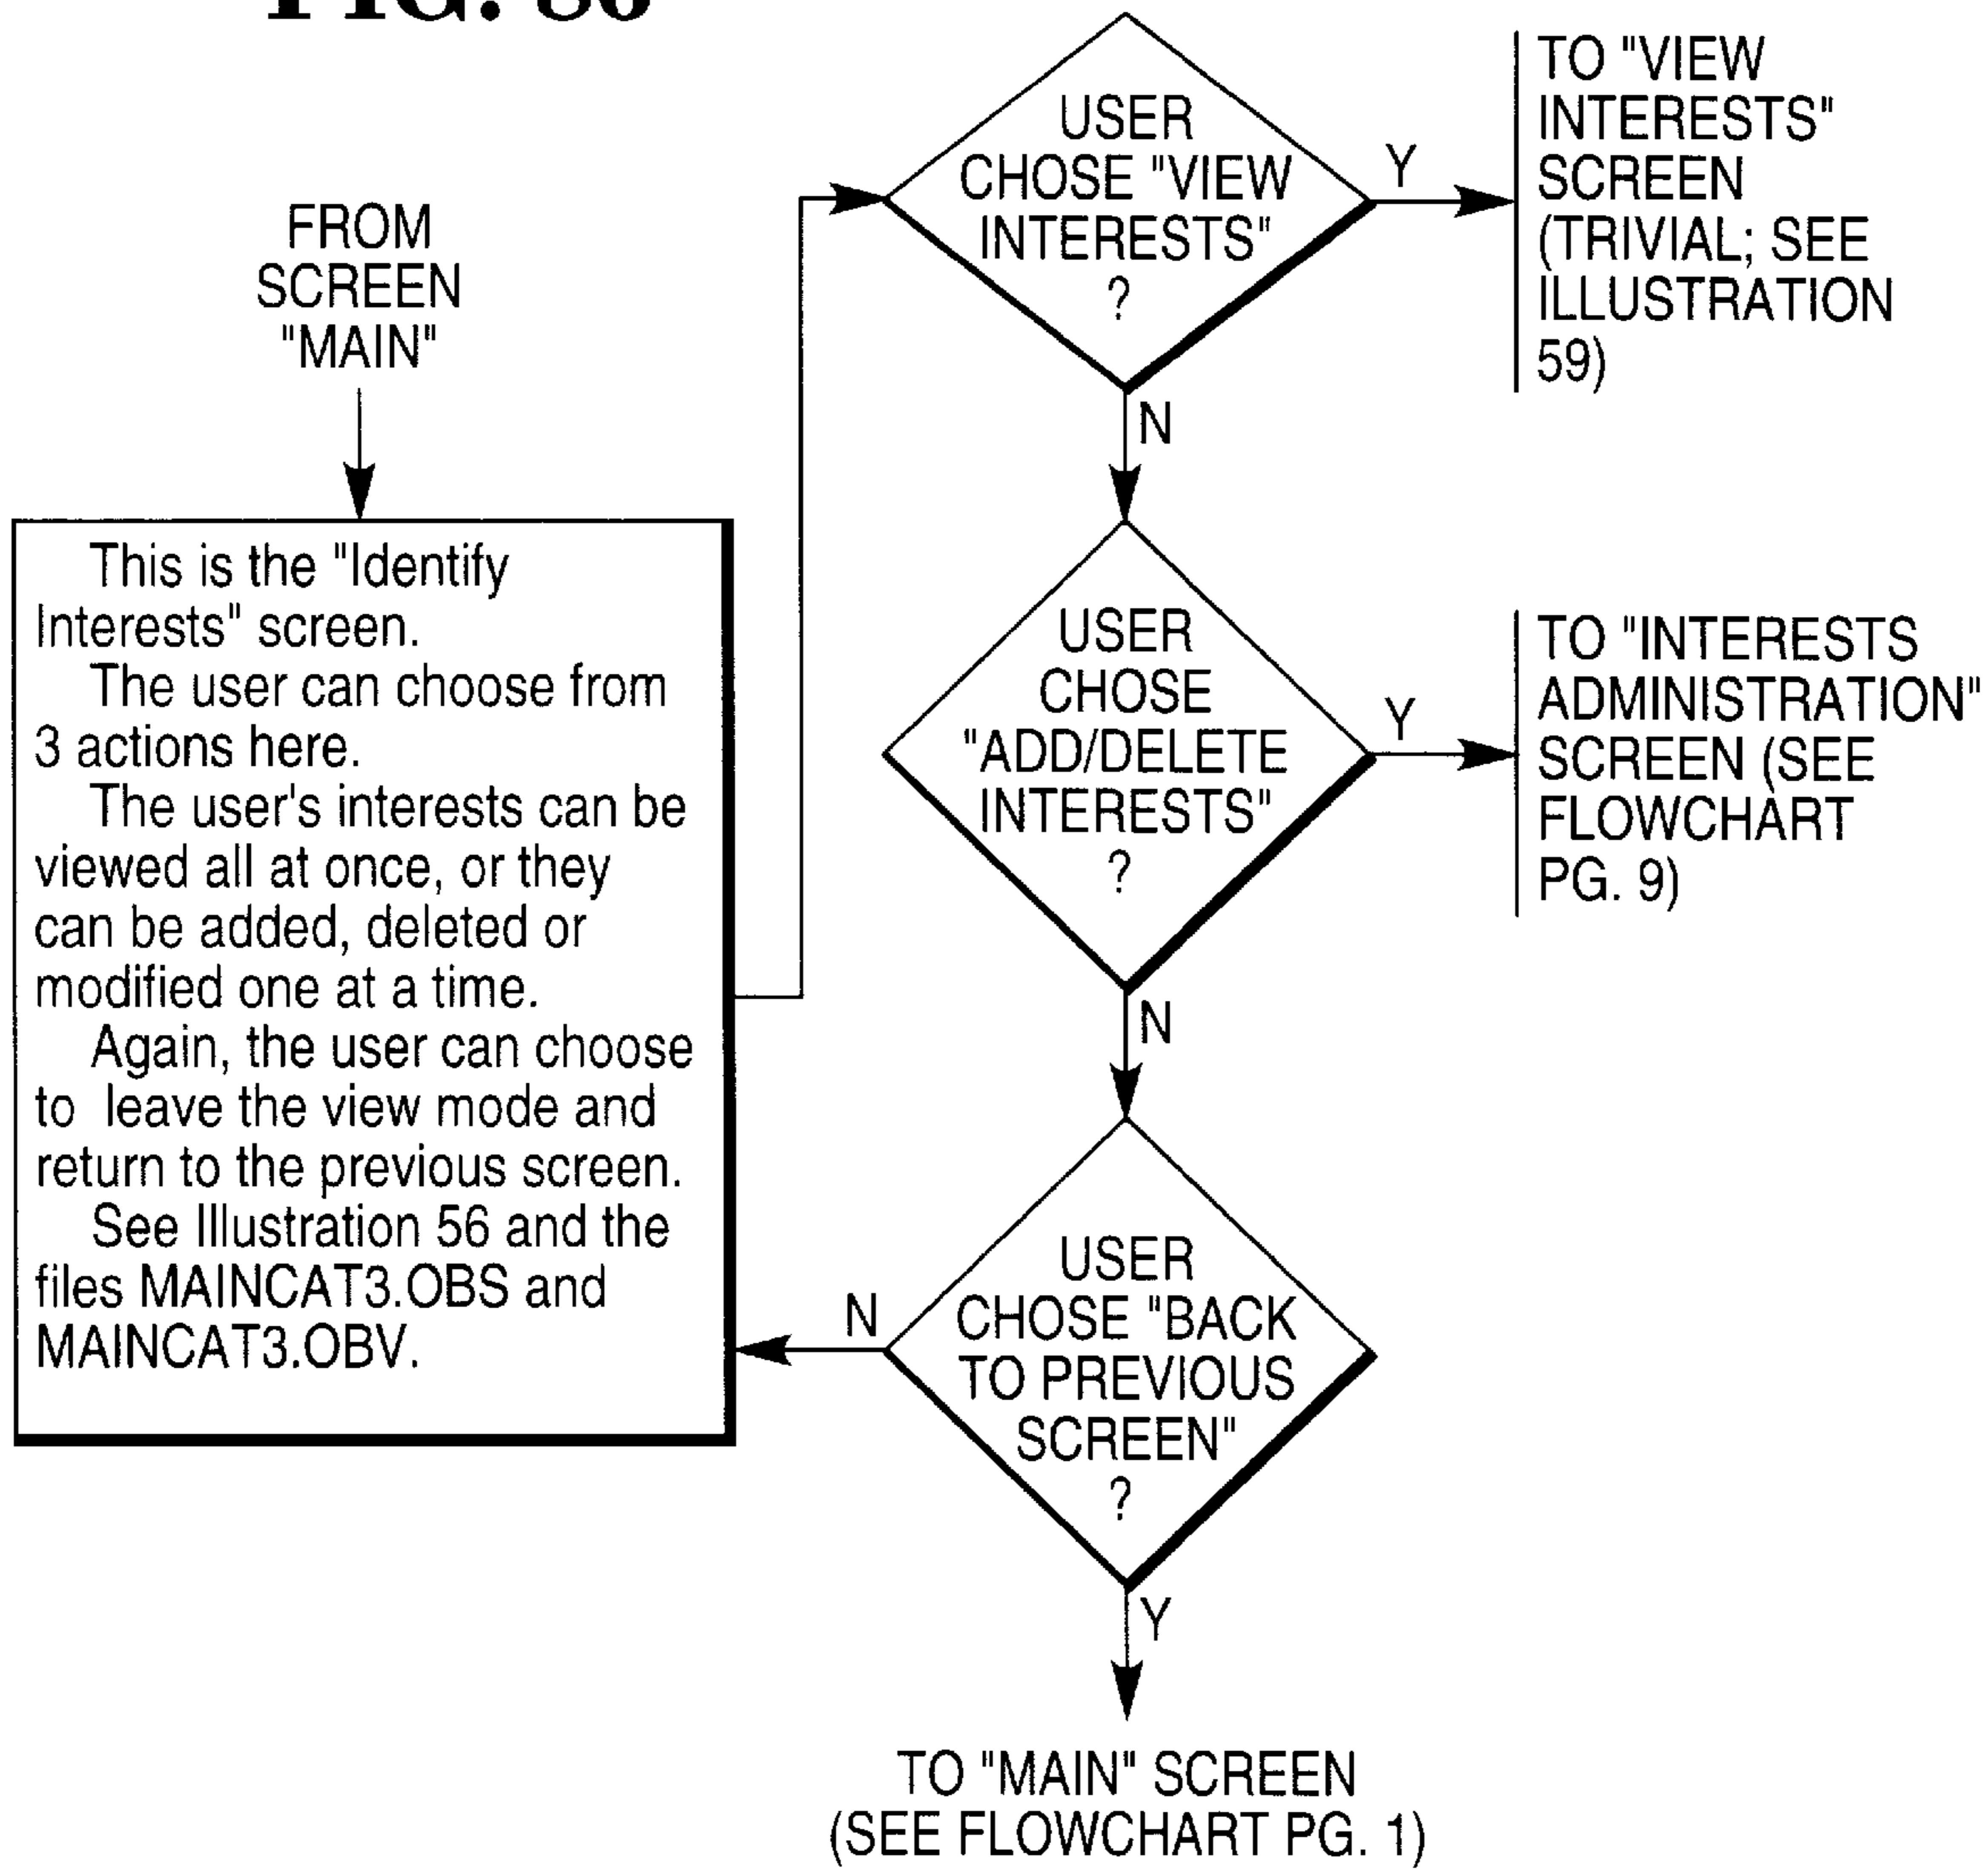 FIG.
FROM
SCREEN
"MAIN"
This is the "Identify
Interests" screen.
The user can choose from
3 actions here.
The user's interests can be
viewed all at once, or they
can be added, deleted or
modified one at a time.
Again, the user can choose
to leave the view mode and
return to the previous screen.
See Illustration 56 and the
files MAINCAT3.OBS and
MAINCAT3.OBV.
USER
CHOSE "VIEW
INTERESTS"
?
Y
TO "VIEW
INTERESTS"
SCREEN
(TRIVIAL; SEE
ILLUSTRATION
59)
N
USER
CHOSE
"ADD/DELETE
INTERESTS"
?
Y
TO "INTERESTS
ADMINISTRATION"
SCREEN (SEE
FLOWCHART
PG. 9)
N
USER
CHOSE "BACK
TO PREVIOUS
SCREEN"
?
N
Y
TO "MAIN" SCREEN
(SEE FLOWCHART PG. 1)